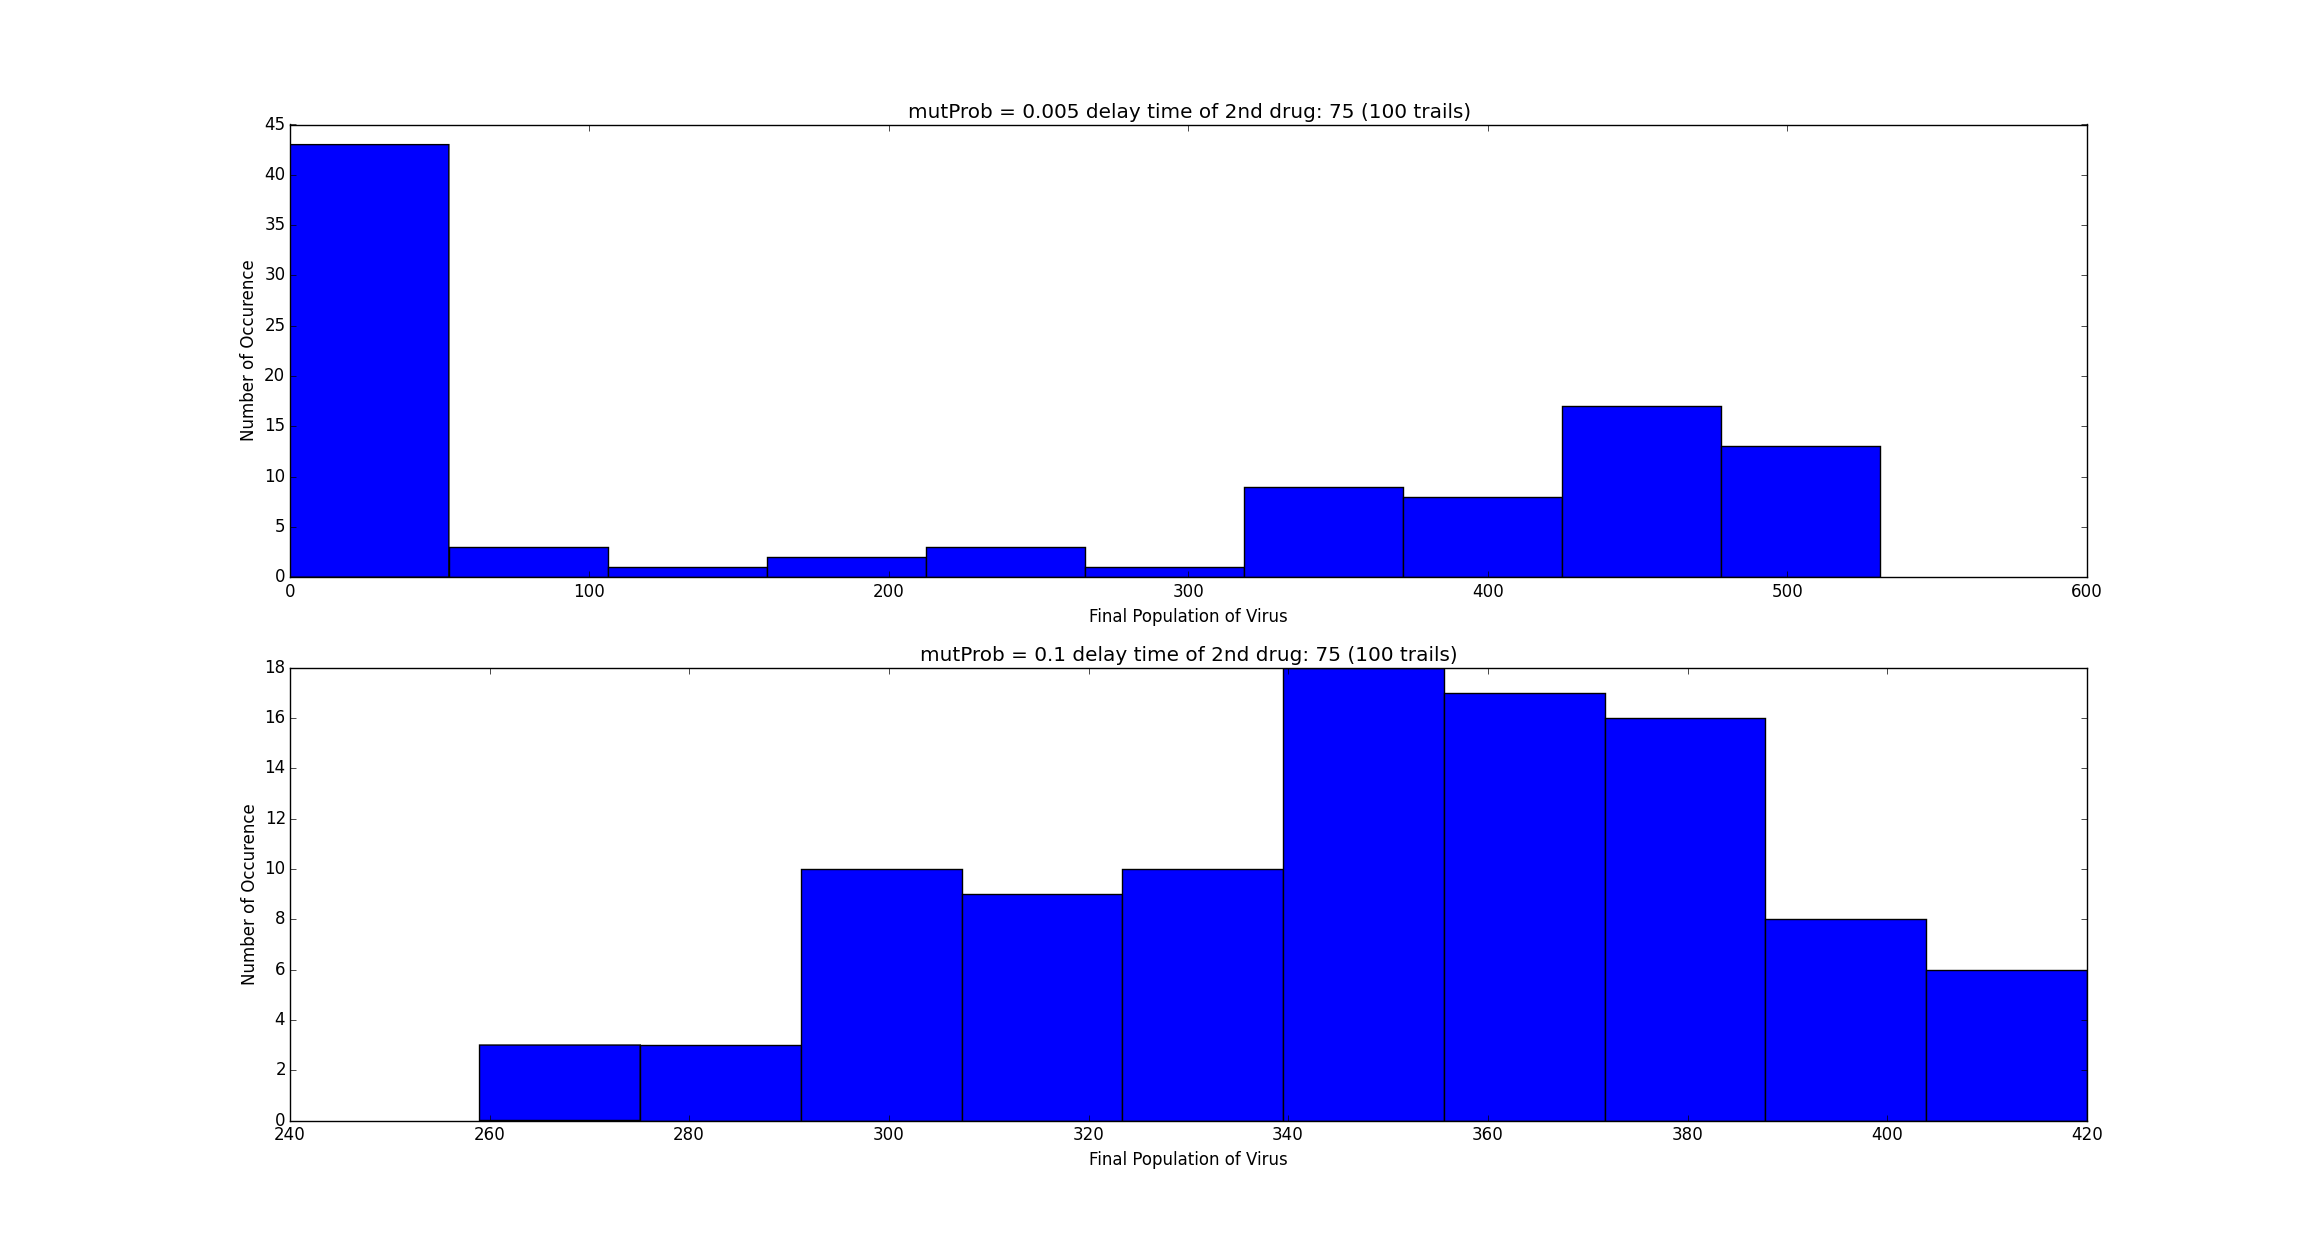 mutProb = 0.005 delay time of 2nd drug: 75 (100 trails)
45
40
35
30
25
20
15
10
5
0
Number of Occurence
0 100 200 300 400 500 600
Final Population of Virus
mutProb = 0.1 delay time of 2nd drug: 75 (100 trails)
18
16
14
12
10
8
6
4
2
0
Number of Occurence
240 260 280 300 320 340 360 380 400 420
Final Population of Virus